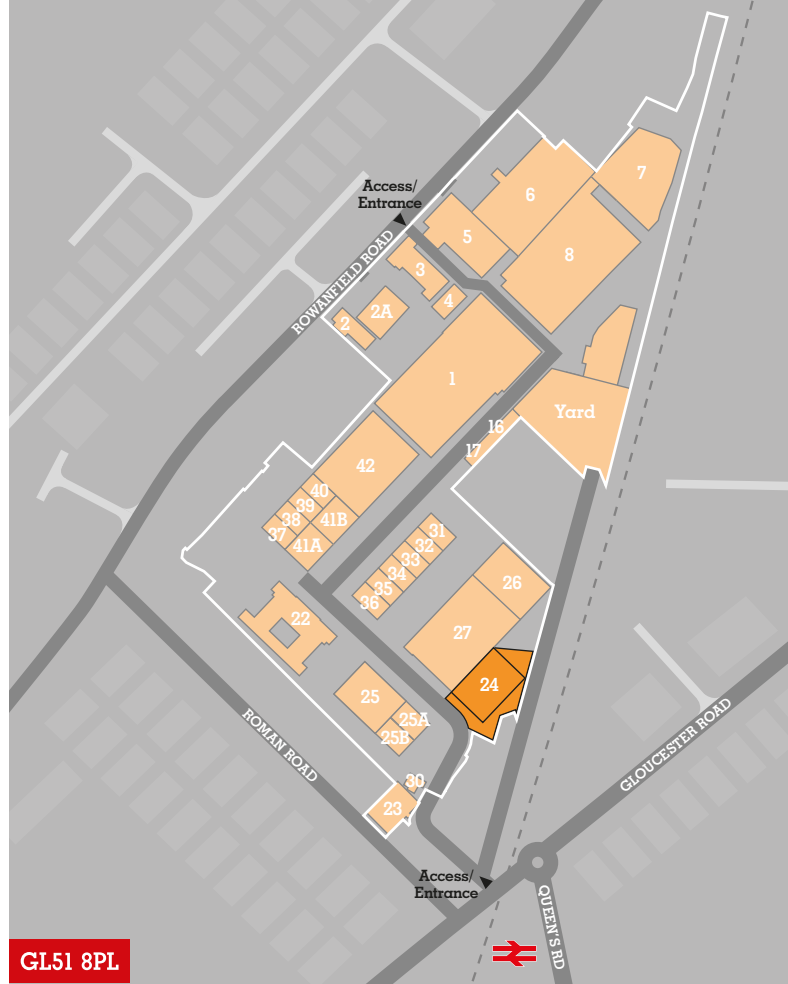 7
6
Access/
Entrance
5
8
ROWANFIELD ROAD
3
4
2A
2
1
Yard
16
17
42
40
39
38
37
41B
41A
31
32
33
34
35
36
26
22
27
24
25
25A
25B
ROMAN ROAD
GLOUCESTER ROAD
30
23
Access/
Entrance
QUEEN'S RD
GL51 8PL